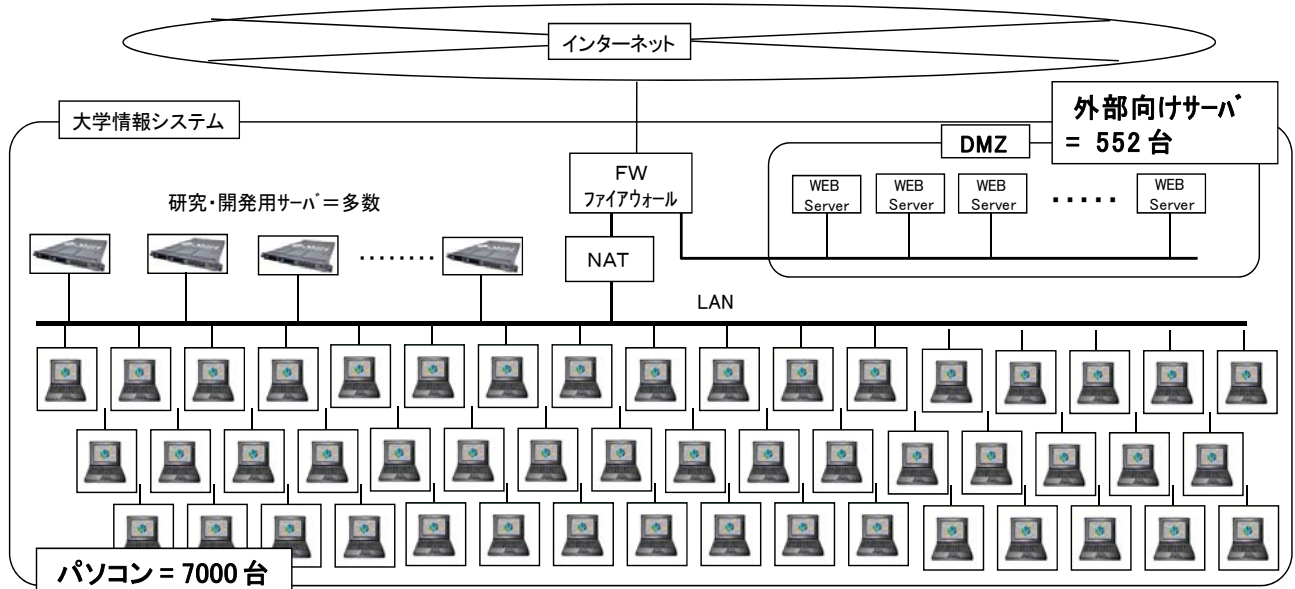 インターネット
大学情報システム
外部向けサーバ
= 552 台
DMZ
FW
ファイアウォール
WEB
Server
WEB
Server
WEB
Server
・・・・・
WEB
Server
研究・開発用サーバ=多数
・・・・・・・・
NAT
LAN
パソコン = 7000 台